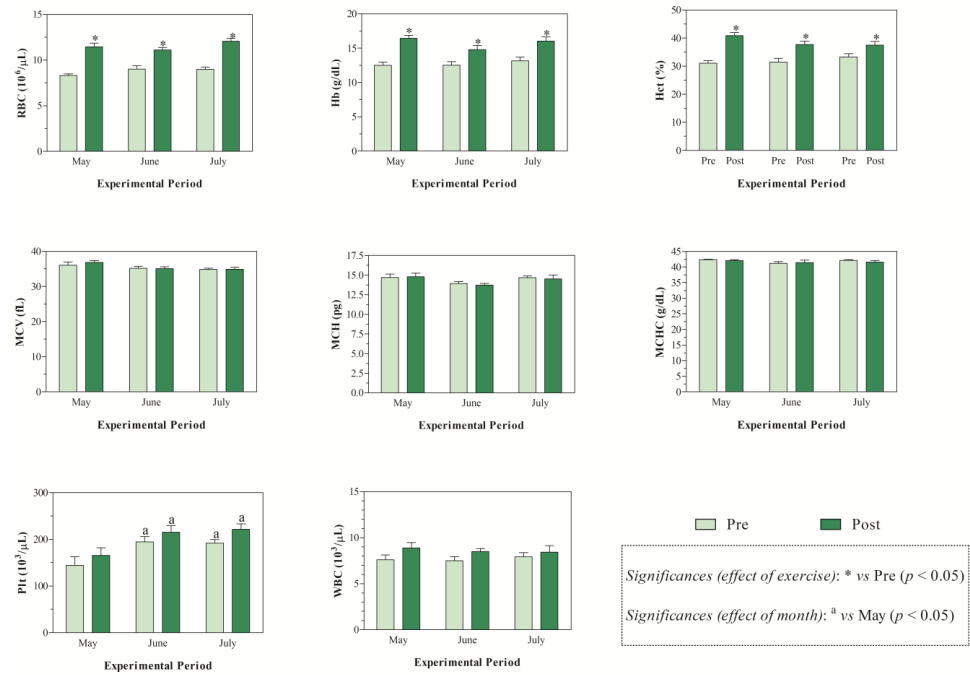 RBC (10⁶/µL)
15
10
5
0
*
*
*
May
June
July
Experimental Period
Hb (g/dL)
20
15
10
5
0
*
*
*
May
June
July
Experimental Period
Hct (%)
50
40
30
20
10
0
*
*
*
Pre
Post
Pre
Post
Pre
Post
May
June
July
Experimental Period
MCV (fL)
40
30
20
10
0
May
June
July
Experimental Period
MCH (pg)
17.5
15.0
12.5
10.0
7.5
5.0
2.5
0.0
May
June
July
Experimental Period
MCHC (g/dL)
45
40
35
30
25
20
15
10
5
0
May
June
July
Experimental Period
Plt (10³/µL)
300
200
100
0
a
a
a
a
May
June
July
Experimental Period
WBC (10³/µL)
15
10
5
0
May
June
July
Experimental Period
Pre
Post
Significances (effect of exercise): * vs Pre (p < 0.05)
Significances (effect of month): ᵃ vs May (p < 0.05)